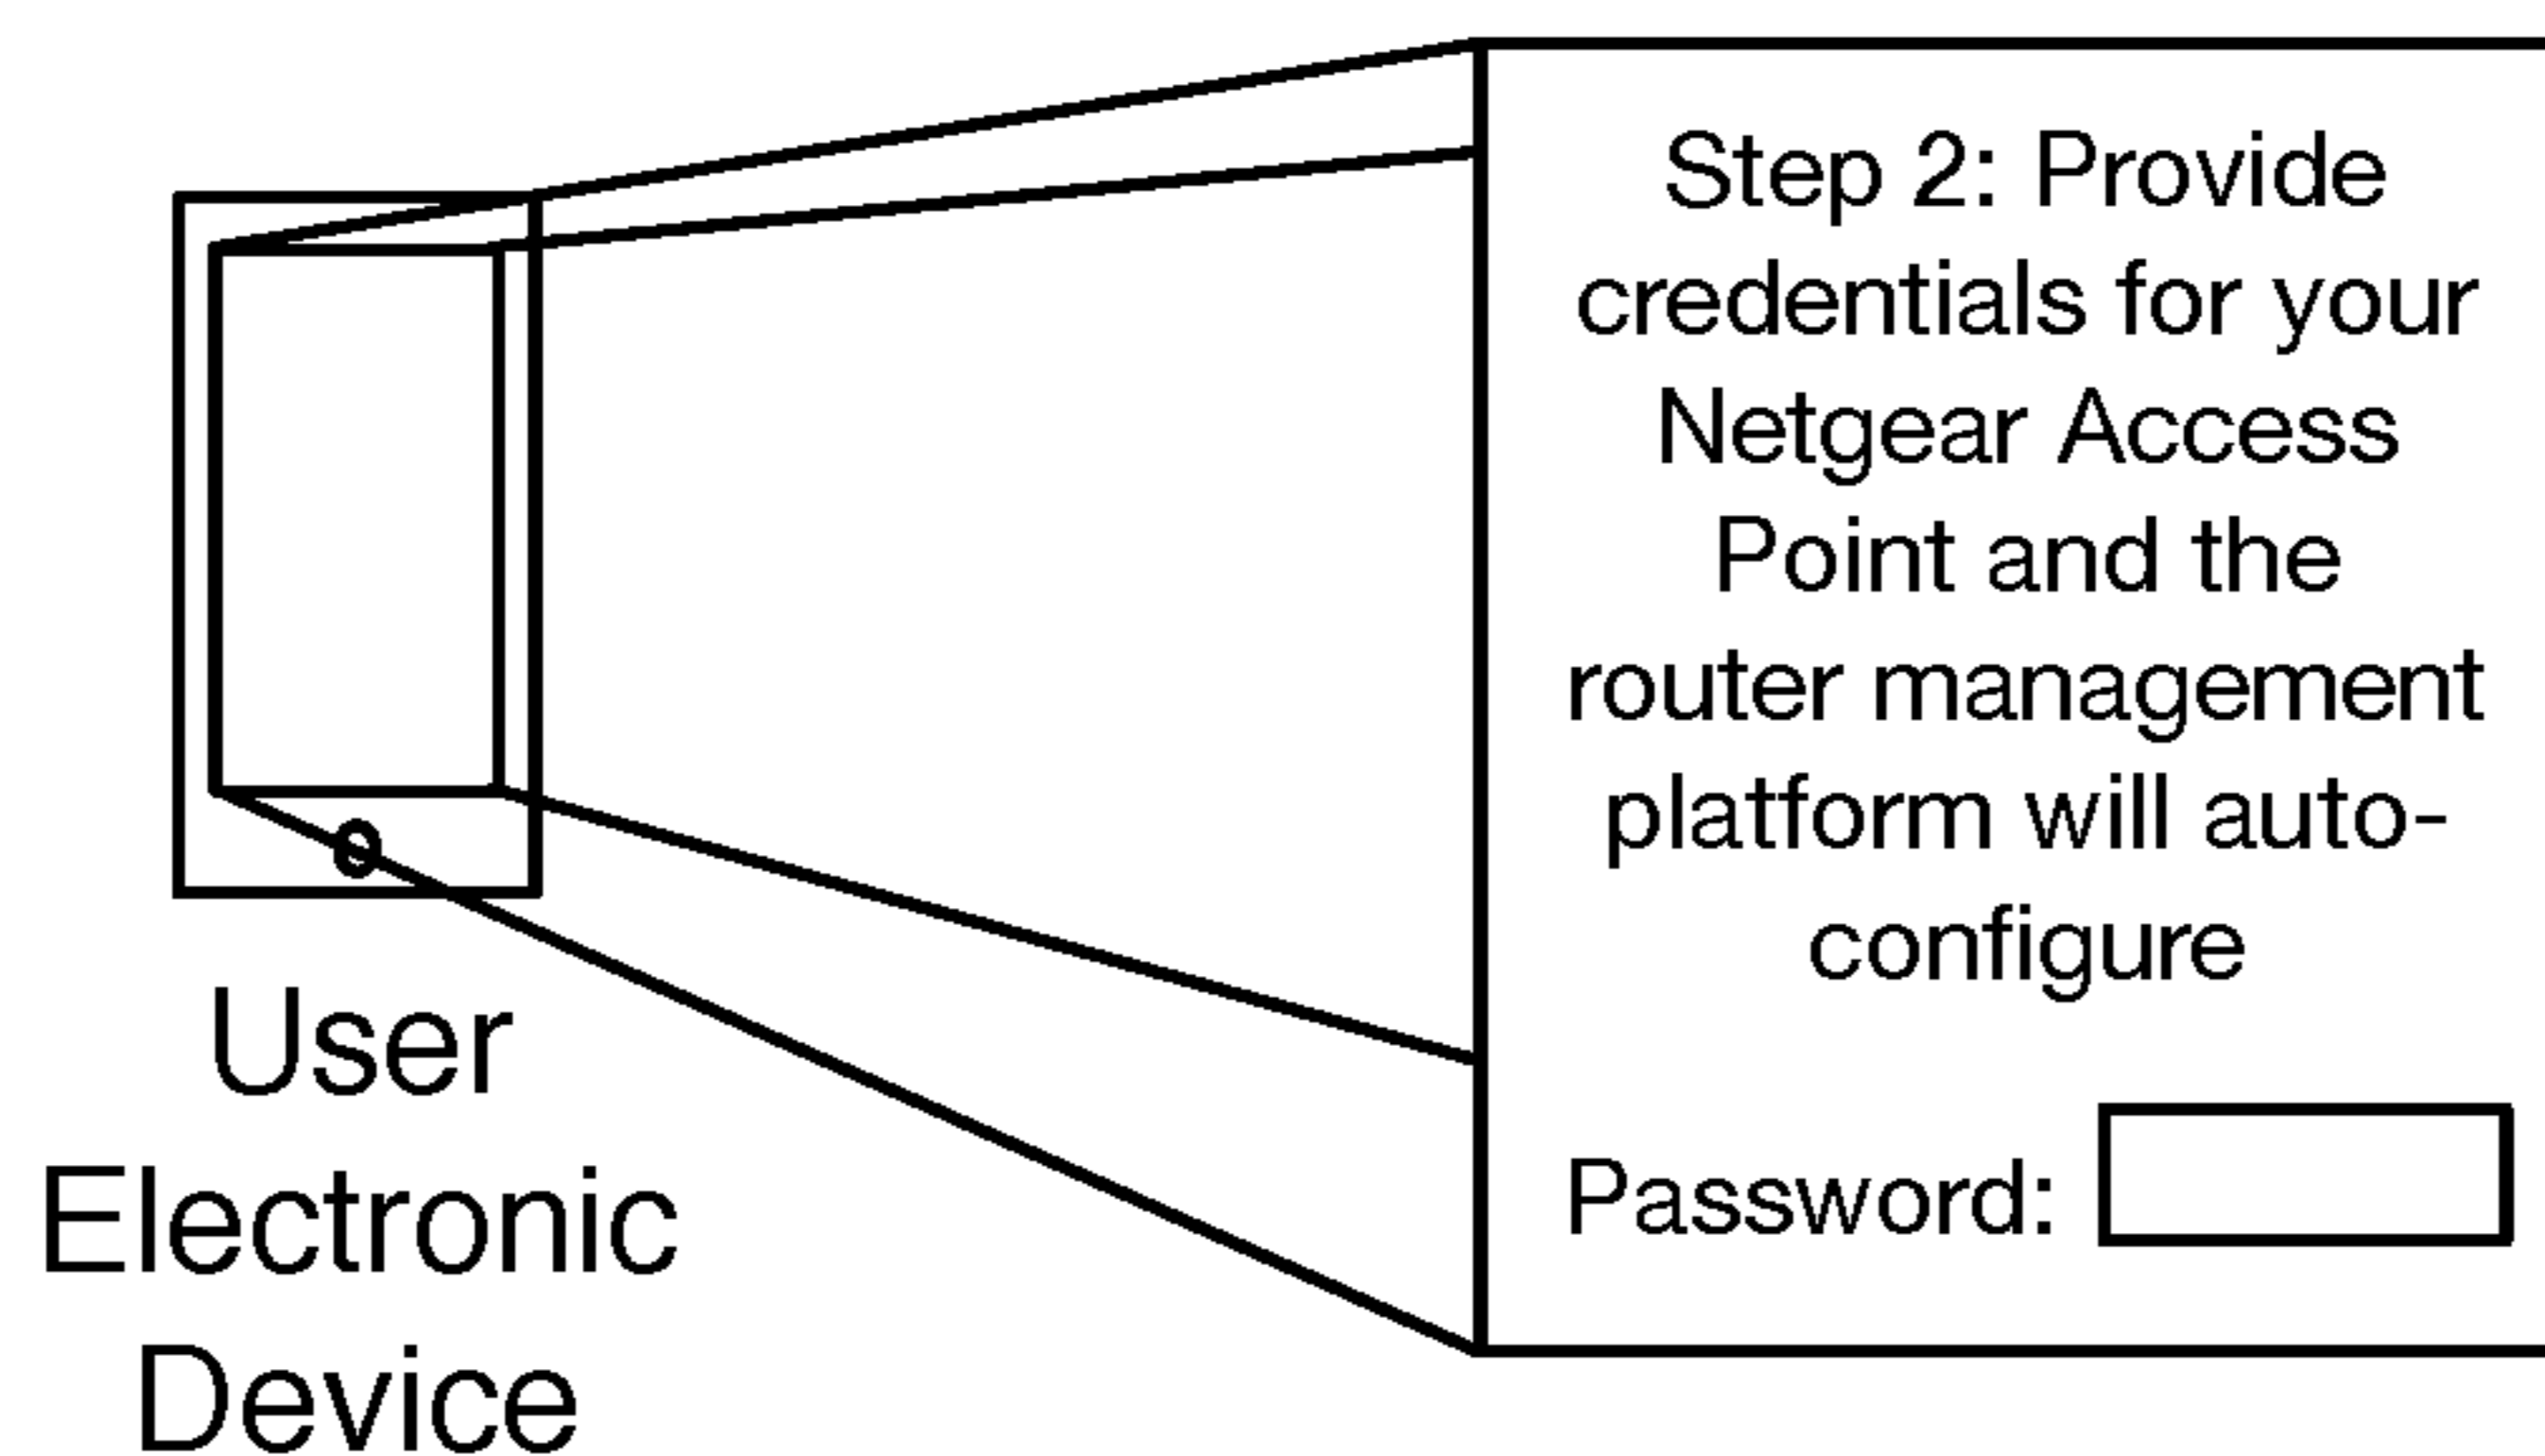 Step 2: Provide
credentials for your
Netgear Access
Point and the
router management
platform will auto-
configure
Password:
User
Electronic
Device